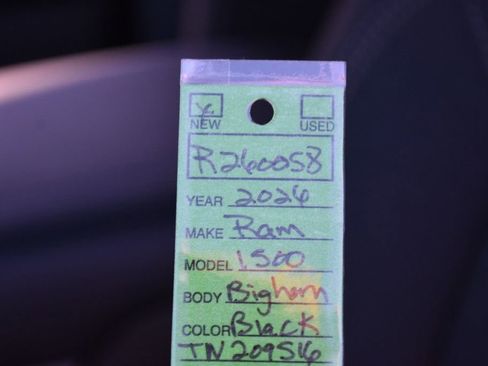 X
NEW USED
R260058
YEAR 2026
MAKE Ram
MODEL 1500
BODY Bighorn
COLOR Black
TN209516